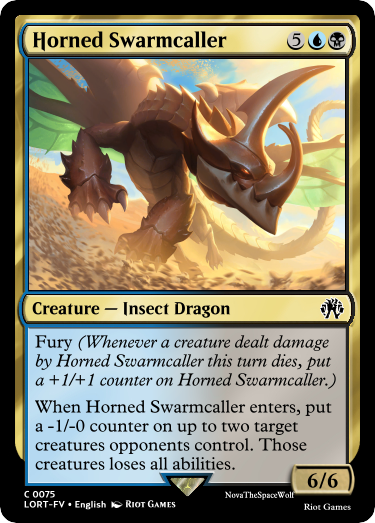 Horned Swarmcaller 5
Creature — Insect Dragon
Fury (Whenever a creature dealt damage
by Horned Swarmcaller this turn dies, put
a +1/+1 counter on Horned Swarmcaller.)
When Horned Swarmcaller enters, put
a -1/-0 counter on up to two target
creatures opponents control. Those
creatures loses all abilities.
6/6
C 0075
LORT-FV • English Riot Games
NovaTheSpaceWolf
Riot Games